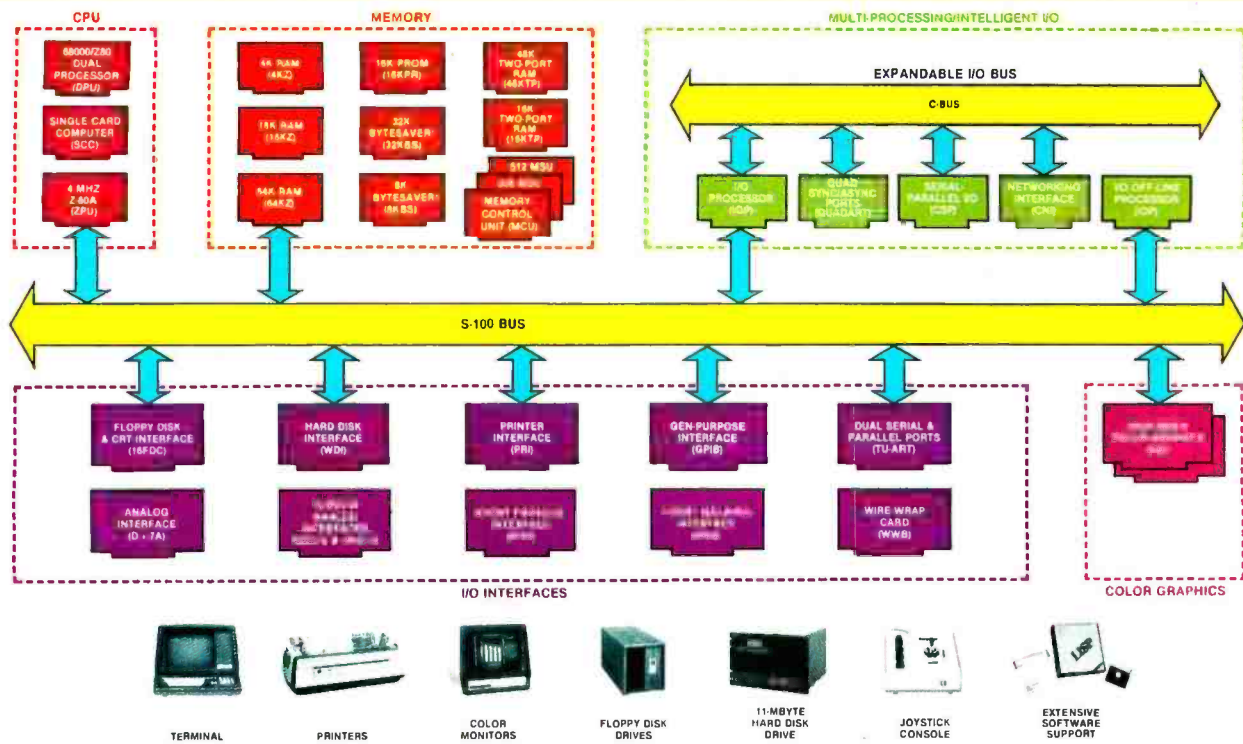 CPU
68000/Z80
DUAL
PROCESSOR
(DPU)
SINGLE CARD
COMPUTER
(SCC)
4 MHZ
Z-80A
(ZPU)
MEMORY
4K RAM
(4KZ)
16K RAM
(16KZ)
64K RAM
(64KZ)
16K PROM
(16KPR)
32K
BYTESAVER
(32KBS)
8K
BYTESAVER
(8KBS)
48K
TWO-PORT
RAM
(48KTP)
16K
TWO-PORT
RAM
(16KTP)
512 MSU
MSU
MEMORY
CONTROL
UNIT (MCU)
MULTI-PROCESSING/INTELLIGENT I/O
EXPANDABLE I/O BUS
C-BUS
I/O
PROCESSOR
(IOP)
QUAD
SYNC/ASYNC
PORTS
(QUADART)
SERIAL-
PARALLEL I/O
(CSP)
NETWORKING
INTERFACE
(CNI)
I/O OFF-LINE
PROCESSOR
S-100 BUS
FLOPPY DISK
& CRT INTERFACE
(16FDC)
HARD DISK
INTERFACE
(WDI)
PRINTER
INTERFACE
(PRI)
GEN-PURPOSE
INTERFACE
(GPIB)
DUAL SERIAL &
PARALLEL PORTS
(TU-ART)
ANALOG
INTERFACE
(D + 7A)
INTERFACE
INTERFACE
WIRE WRAP
CARD
(WWB)
I/O INTERFACES
COLOR GRAPHICS
TERMINAL
PRINTERS
COLOR
MONITORS
FLOPPY DISK
DRIVES
11-MBYTE
HARD DISK
DRIVE
JOYSTICK
CONSOLE
EXTENSIVE
SOFTWARE
SUPPORT